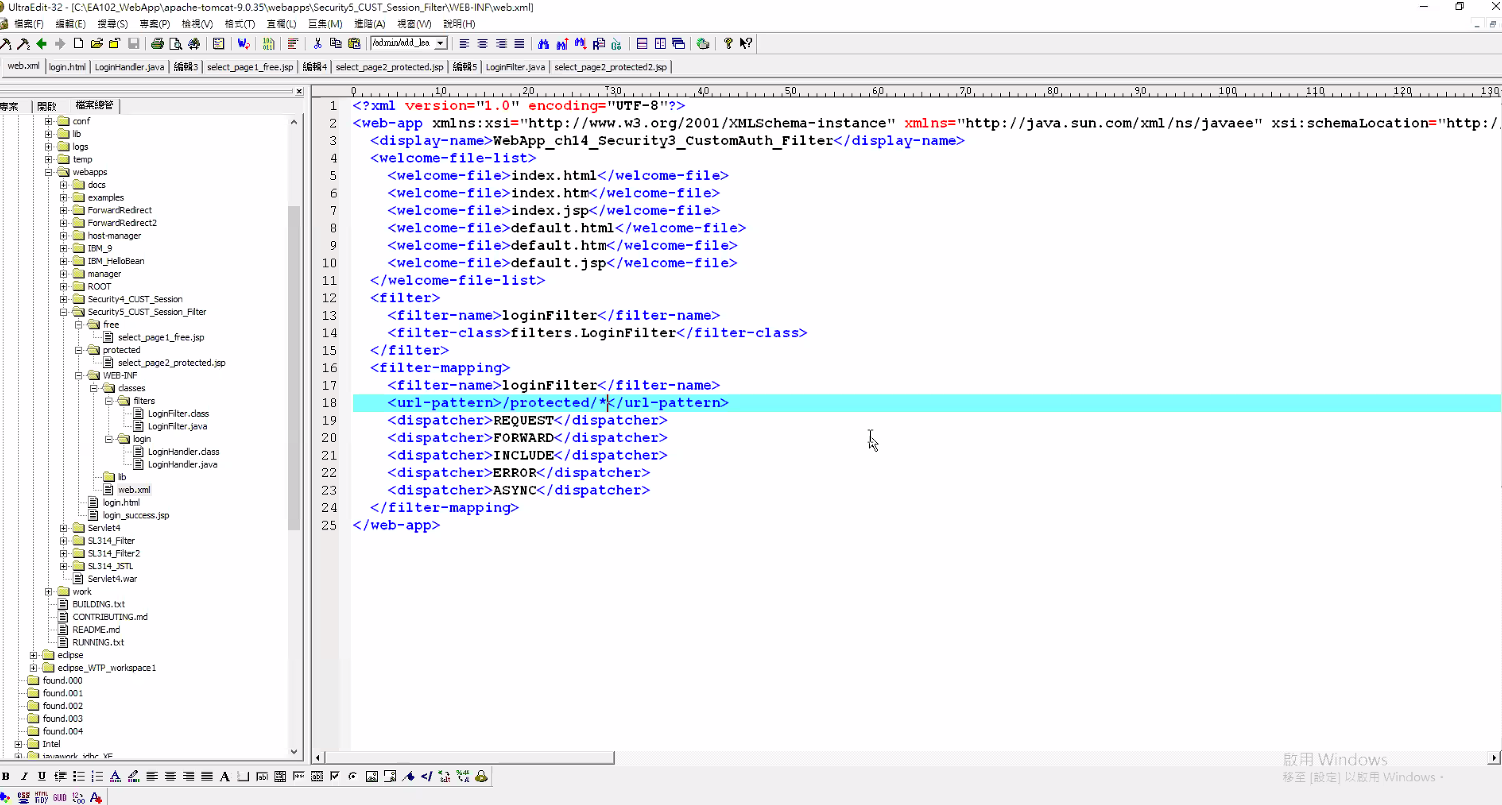 UltraEdit-32 - [C:\EA102_WebApp\apache-tomcat-9.0.35\webapps\Security5_CUST_Session_Filter\WEB-INF\web.xml]
檔案(F) 編輯(E) 搜尋(S) 專案(P) 檢視(V) 格式(T) 直欄(L) 巨集(M) 進階(A) 視窗(W) 說明(H)
/admin/add_lsa
web.xml login.html LoginHandler.java 編輯3 select_page1_free.jsp 編輯4 select_page2_protected.jsp 編輯5 LoginFilter.java select_page2_protected2.jsp
專案 開啟 檔案總管
conf
lib
logs
temp
webapps
docs
examples
ForwardRedirect
ForwardRedirect2
host-manager
IBM_9
IBM_HelloBean
manager
ROOT
Security4_CUST_Session
Security5_CUST_Session_Filter
free
select_page1_free.jsp
protected
select_page2_protected.jsp
WEB-INF
classes
filters
LoginFilter.class
LoginFilter.java
login
LoginHandler.class
LoginHandler.java
lib
web.xml
login.html
login_success.jsp
Servlet4
SL314_Filter
SL314_Filter2
SL314_JSTL
Servlet4.war
work
BUILDING.txt
CONTRIBUTING.md
README.md
RUNNING.txt
eclipse
eclipse_WTP_workspace1
found.000
found.001
found.002
found.003
found.004
Intel
javawork_jdbc_XE
0 10 20 30 40 50 60 70 80 90 100 110 120 130
1 <?xml version="1.0" encoding="UTF-8"?>
2 <web-app xmlns:xsi="http://www.w3.org/2001/XMLSchema-instance" xmlns="http://java.sun.com/xml/ns/javaee" xsi:schemaLocation="http:/
3 <display-name>WebApp_ch14_Security3_CustomAuth_Filter</display-name>
4 <welcome-file-list>
5 <welcome-file>index.html</welcome-file>
6 <welcome-file>index.htm</welcome-file>
7 <welcome-file>index.jsp</welcome-file>
8 <welcome-file>default.html</welcome-file>
9 <welcome-file>default.htm</welcome-file>
10 <welcome-file>default.jsp</welcome-file>
11 </welcome-file-list>
12 <filter>
13 <filter-name>loginFilter</filter-name>
14 <filter-class>filters.LoginFilter</filter-class>
15 </filter>
16 <filter-mapping>
17 <filter-name>loginFilter</filter-name>
18 <url-pattern>/protected/*</url-pattern>
19 <dispatcher>REQUEST</dispatcher>
20 <dispatcher>FORWARD</dispatcher>
21 <dispatcher>INCLUDE</dispatcher>
22 <dispatcher>ERROR</dispatcher>
23 <dispatcher>ASYNC</dispatcher>
24 </filter-mapping>
25 </web-app>
啟用 Windows
移至 [設定] 以啟用 Windows。